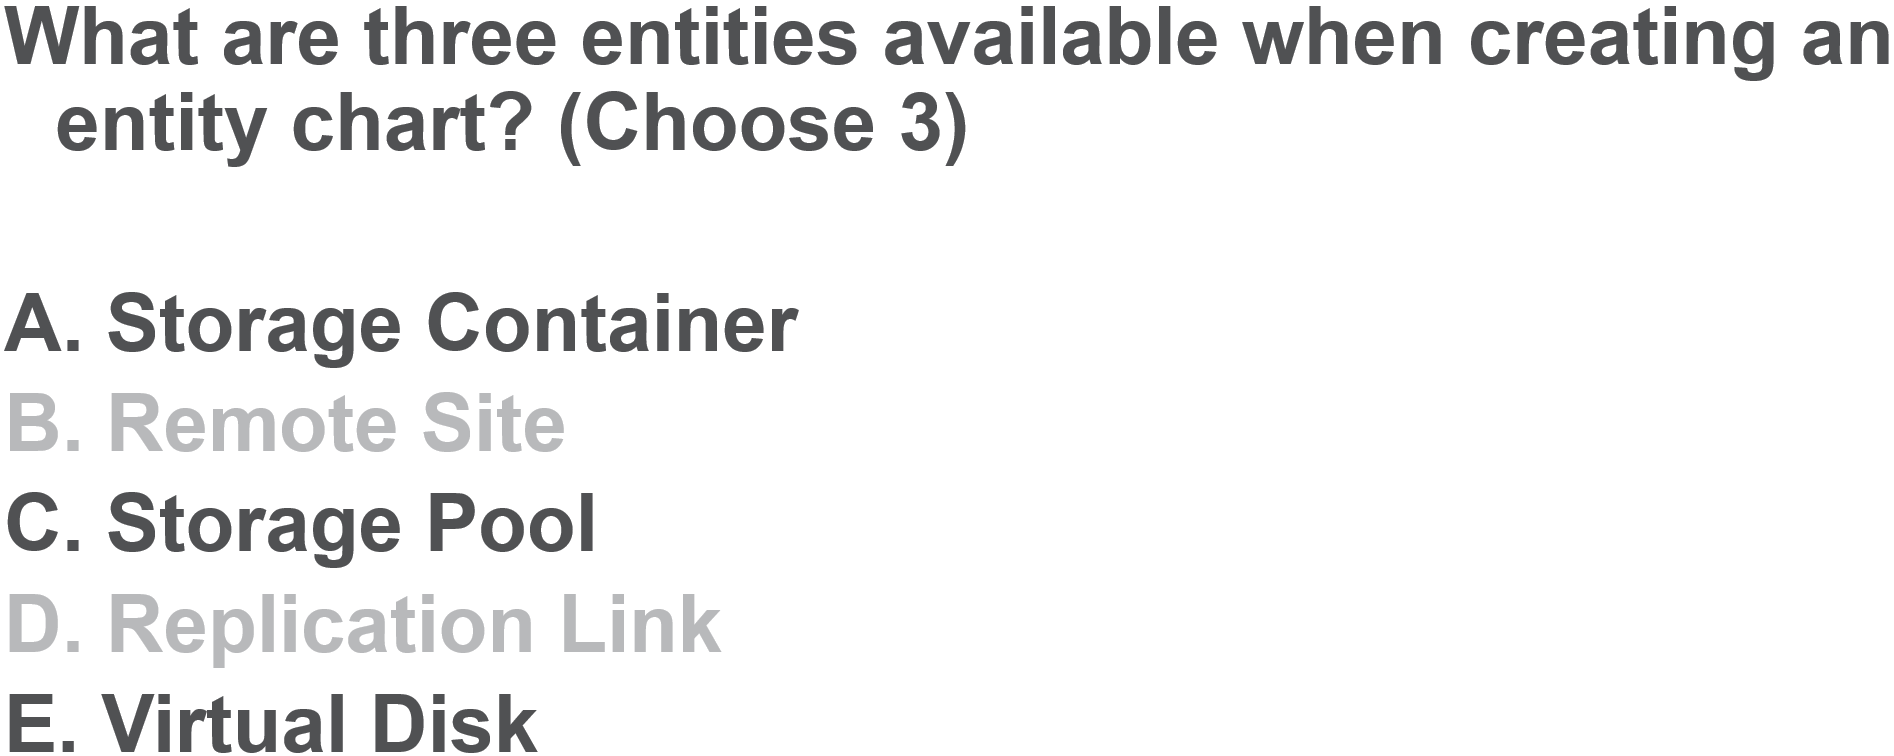 What are three entities available when creating an
entity chart? (Choose 3)
A. Storage Container
B. Remote Site
C. Storage Pool
D. Replication Link
E. Virtual Disk